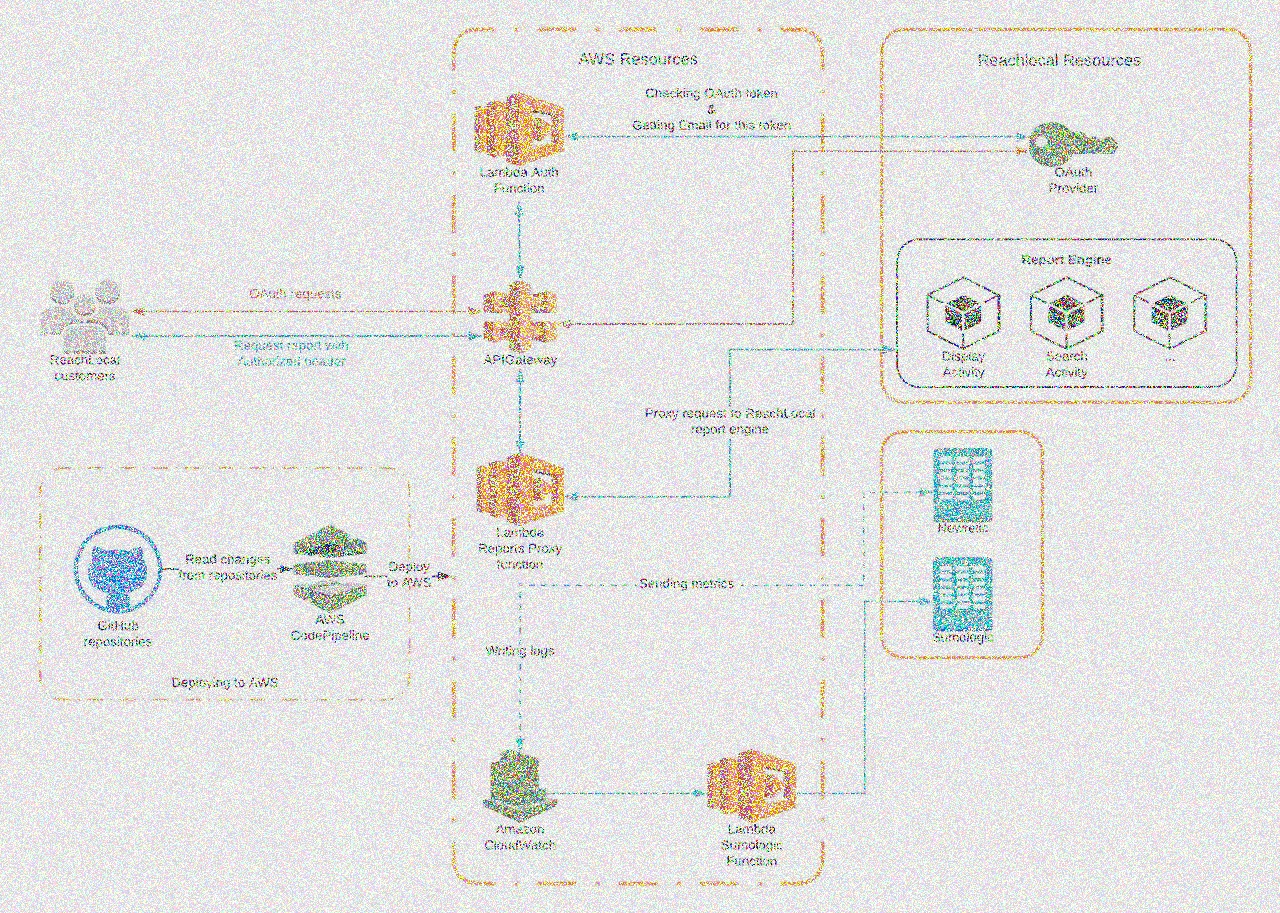 AWS Resources
Reachlocal Resources
Checking OAuth token
&
Getting Email for this token
Lambda Auth
Function
OAuth
Provider
Report Engine
OAuth requests
Request report with
Authorized header
ReachLocal
customers
APIGateway
Display
Activity
Search
Activity
...
Proxy request to ReachLocal
report engine
Newrelic
Lambda
Reports Proxy
function
Read changes
from repositories
Deploy
to AWS
Sending metrics
GitHub
repositories
AWS
CodePipeline
Sumologic
Writing logs
Deploying to AWS
Amazon
CloudWatch
Lambda
Sumologic
Function